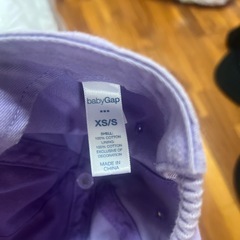 babyGap
XS/S
SHELL:
100% COTTON
LINING:
100% COTTON
EXCLUSIVE OF
DECORATION
MADE IN
CHINA